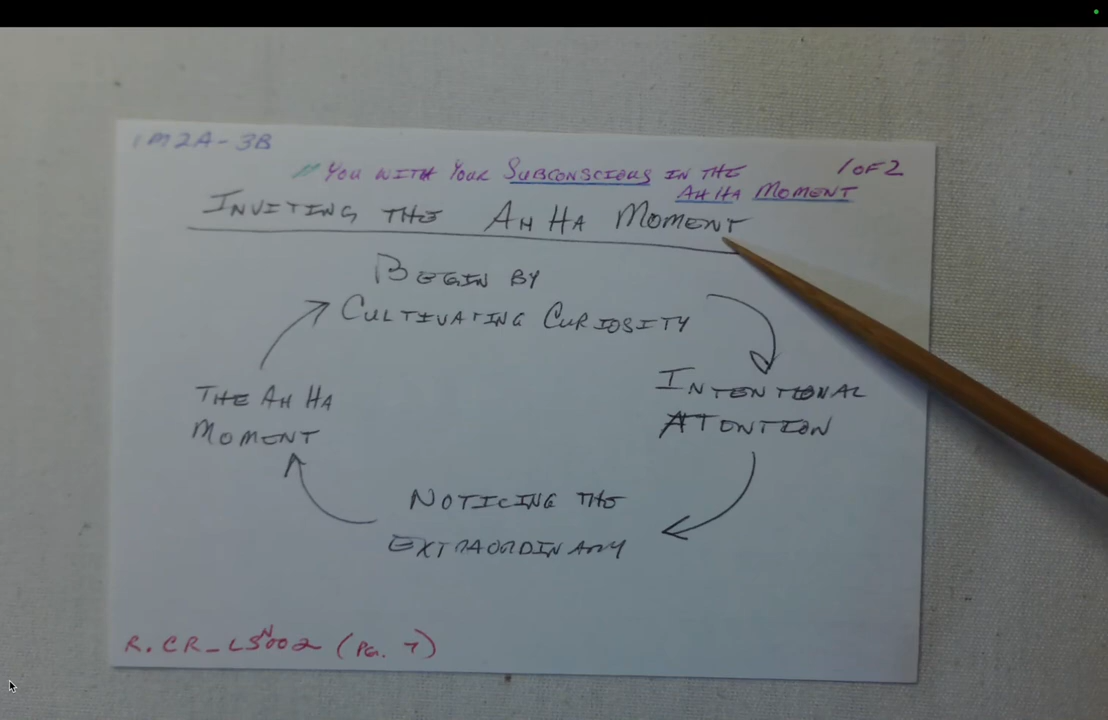 1M2A-3B
1 OF 2
" YOU WITH YOUR SUBCONSCIOUS IN THE
AH HA MOMENT
INVITING THE AH HA MOMENT
BEGIN BY
CULTIVATING CURIOSITY
INTENTIONAL
ATENTION
NOTICING THE
EXTRAORDINARY
THE AH HA
MOMENT
R.CR_LSN002 (PG. 7)